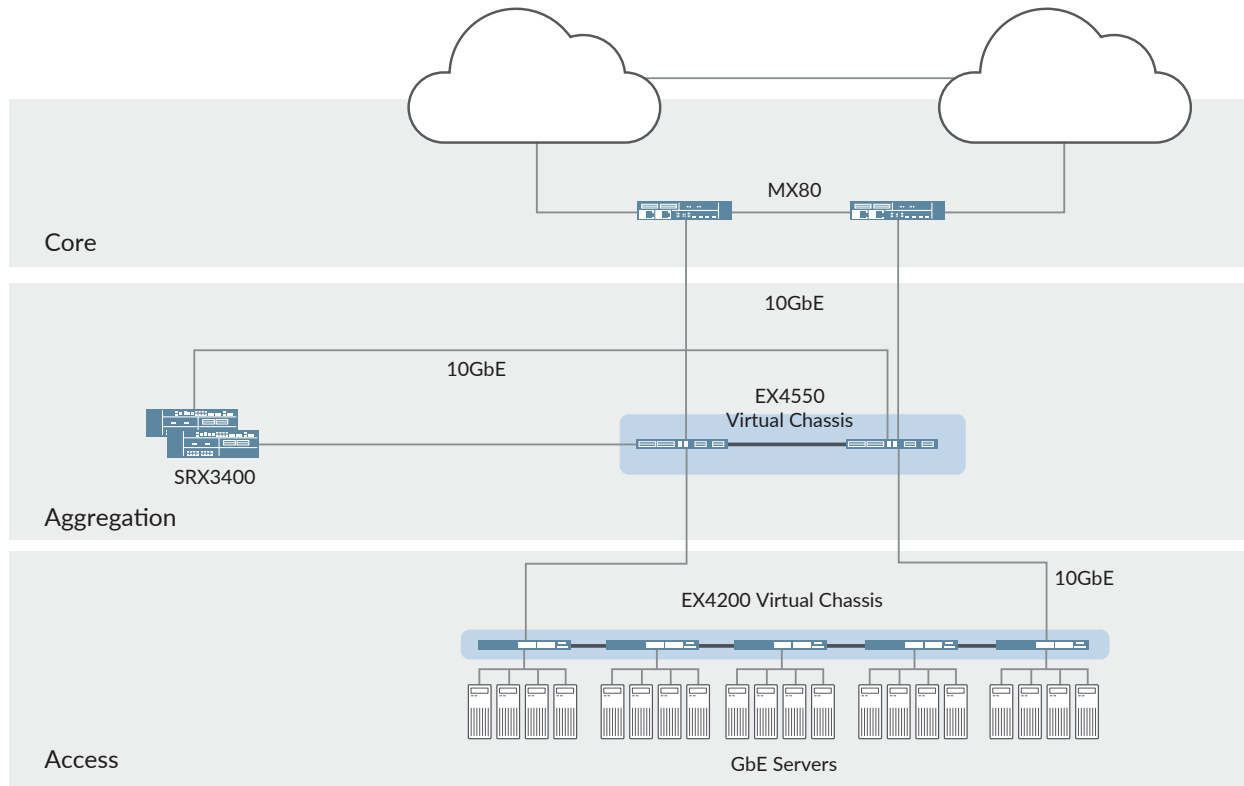 MX80
Core
10GbE
10GbE
EX4550
Virtual Chassis
SRX3400
Aggregation
10GbE
EX4200 Virtual Chassis
GbE Servers
Access